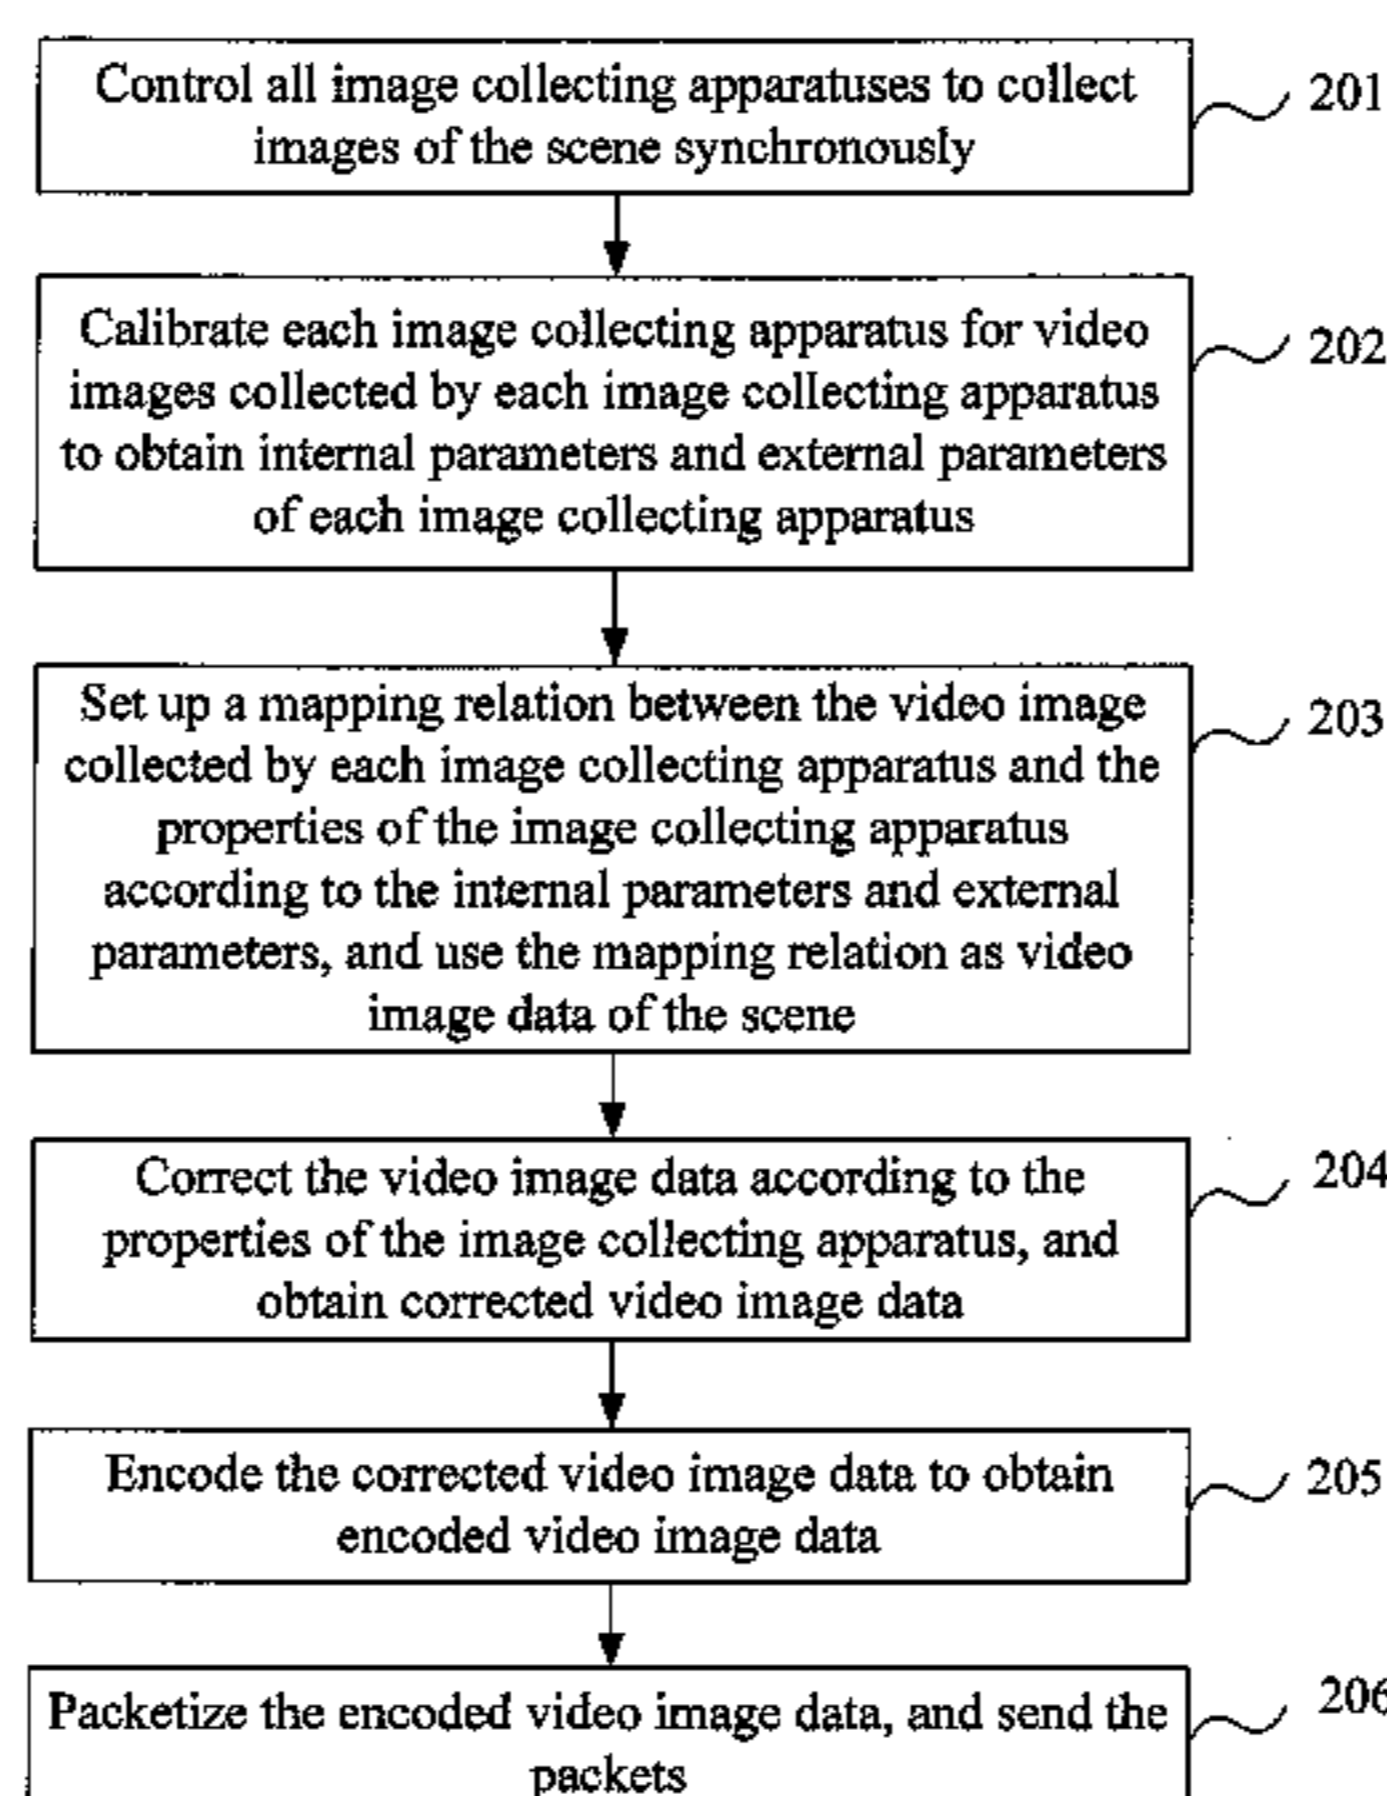 Control all image collecting apparatuses to collect
images of the scene synchronously
201
Calibrate each image collecting apparatus for video
images collected by each image collecting apparatus
to obtain internal parameters and external parameters
of each image collecting apparatus
202
Set up a mapping relation between the video image
collected by each image collecting apparatus and the
properties of the image collecting apparatus
according to the internal parameters and external
parameters, and use the mapping relation as video
image data of the scene
203
Correct the video image data according to the
properties of the image collecting apparatus, and
obtain corrected video image data
204
Encode the corrected video image data to obtain
encoded video image data
205
Packetize the encoded video image data, and send the
packets
206